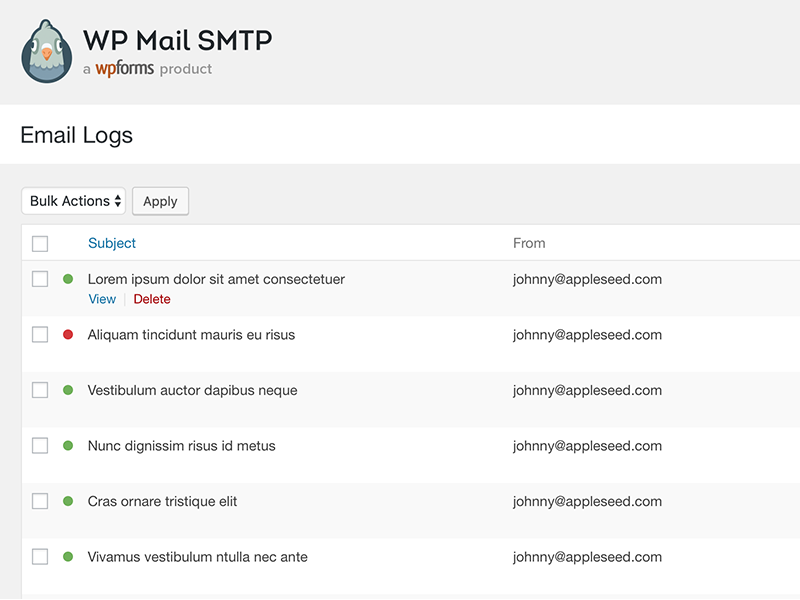 WP Mail SMTP
a wpforms product
Email Logs
Bulk Actions Apply
Subject From
Lorem ipsum dolor sit amet consectetuer johnny@appleseed.com
View Delete
Aliquam tincidunt mauris eu risus johnny@appleseed.com
Vestibulum auctor dapibus neque johnny@appleseed.com
Nunc dignissim risus id metus johnny@appleseed.com
Cras ornare tristique elit johnny@appleseed.com
Vivamus vestibulum ntulla nec ante johnny@appleseed.com